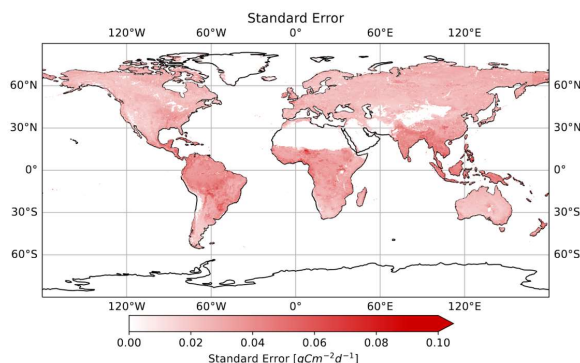 Standard Error
120°W 60°W 0° 60°E 120°E
60°N 60°N
30°N 30°N
0° 0°
30°S 30°S
60°S 60°S
120°W 60°W 0° 60°E 120°E
0.00 0.02 0.04 0.06 0.08 0.10
Standard Error [gCm⁻²d⁻¹]